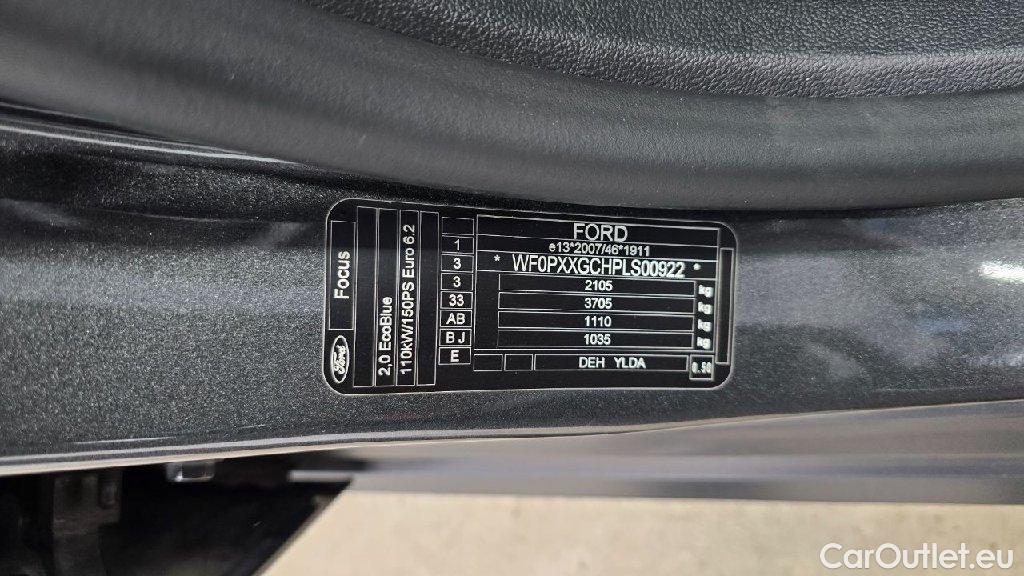 Ford
Focus
2.0 EcoBlue
110kW/150PS Euro 6.2
1
3
3
33
AB
B J
E
FORD
e13*2007/46*1911
* WF0PXXGCHPLS00922 *
2105 kg
3705 kg
1110 kg
1035 kg
DEH YLDA 0.50
CarOutlet.eu